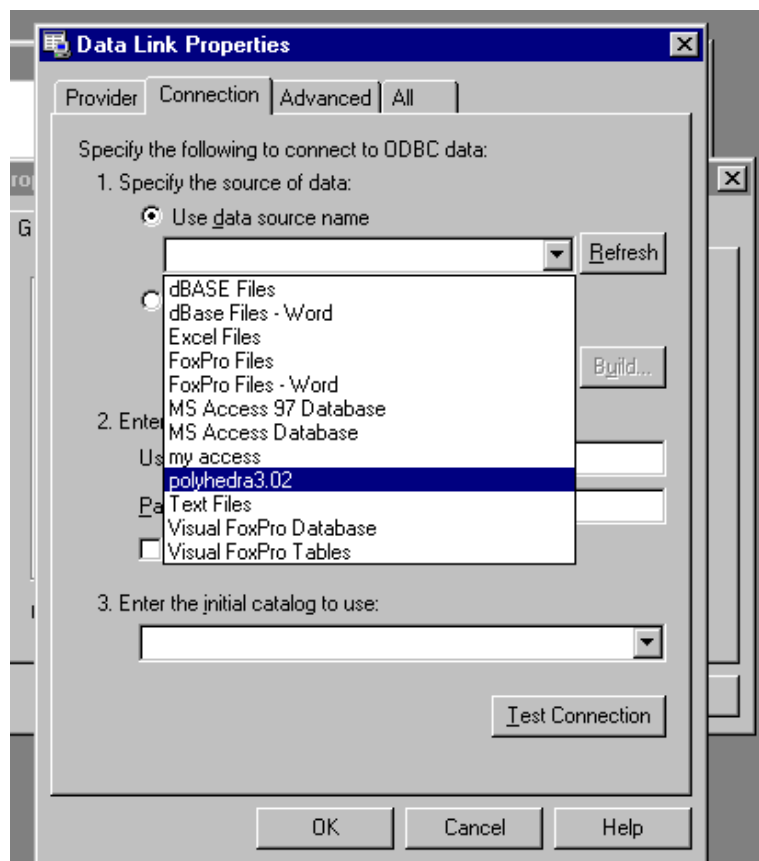 Data Link Properties
Provider Connection Advanced All
Specify the following to connect to ODBC data:
1. Specify the source of data:
Use data source name
Refresh
dBASE Files
dBase Files - Word
Excel Files
FoxPro Files
FoxPro Files - Word
MS Access 97 Database
MS Access Database
my access
polyhedra3.02
Text Files
Visual FoxPro Database
Visual FoxPro Tables
Build...
2. Enter
Us
Pa
3. Enter the initial catalog to use:
Test Connection
OK Cancel Help
G